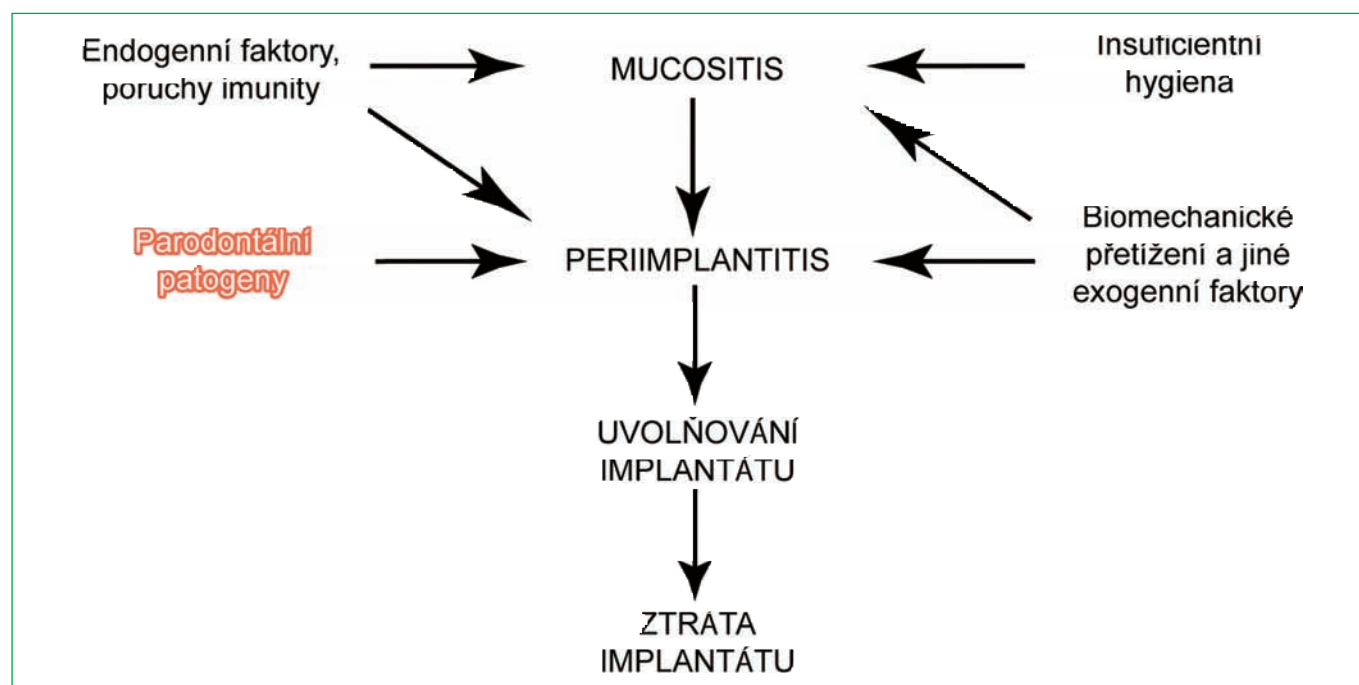 Endogenní faktory,
poruchy imunity
MUCOSITIS
Insuficientní
hygiena
Parodontální
patogeny
PERIIMPLANTITIS
Biomechanické
přetížení a jiné
exogenní faktory
UVOLŇOVÁNÍ
IMPLANTÁTU
ZTRÁTA
IMPLANTÁTU